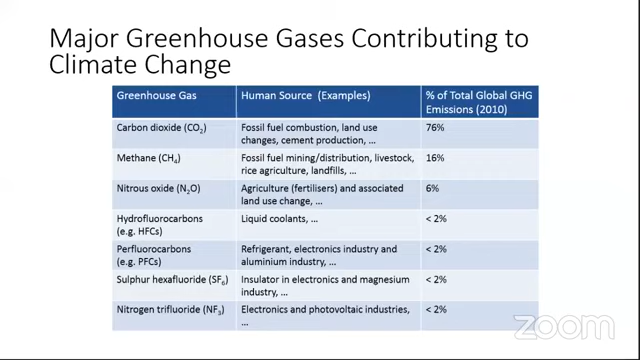 Major Greenhouse Gases Contributing to
Climate Change
Greenhouse Gas
Human Source (Examples)
% of Total Global GHG
Emissions (2010)
Carbon dioxide (CO₂)
Fossil fuel combustion, land use
changes, cement production, ...
76%
Methane (CH₄)
Fossil fuel mining/distribution, livestock,
rice agriculture, landfills, ...
16%
Nitrous oxide (N₂O)
Agriculture (fertilisers) and associated
land use change, ...
6%
Hydrofluorocarbons
(e.g. HFCs)
Liquid coolants, ...
< 2%
Perfluorocarbons
(e.g. PFCs)
Refrigerant, electronics industry and
aluminium industry, ...
< 2%
Sulphur hexafluoride (SF₆)
Insulator in electronics and magnesium
industry, ...
< 2%
Nitrogen trifluoride (NF₃)
Electronics and photovoltaic industries,
...
< 2%
zoom